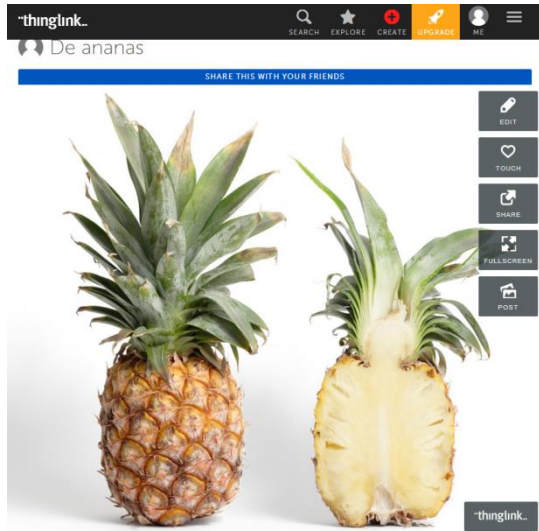 thinglink..
SEARCH EXPLORE CREATE UPGRADE ME
De ananas
SHARE THIS WITH YOUR FRIENDS
EDIT
TOUCH
SHARE
FULLSCREEN
POST
thinglink..